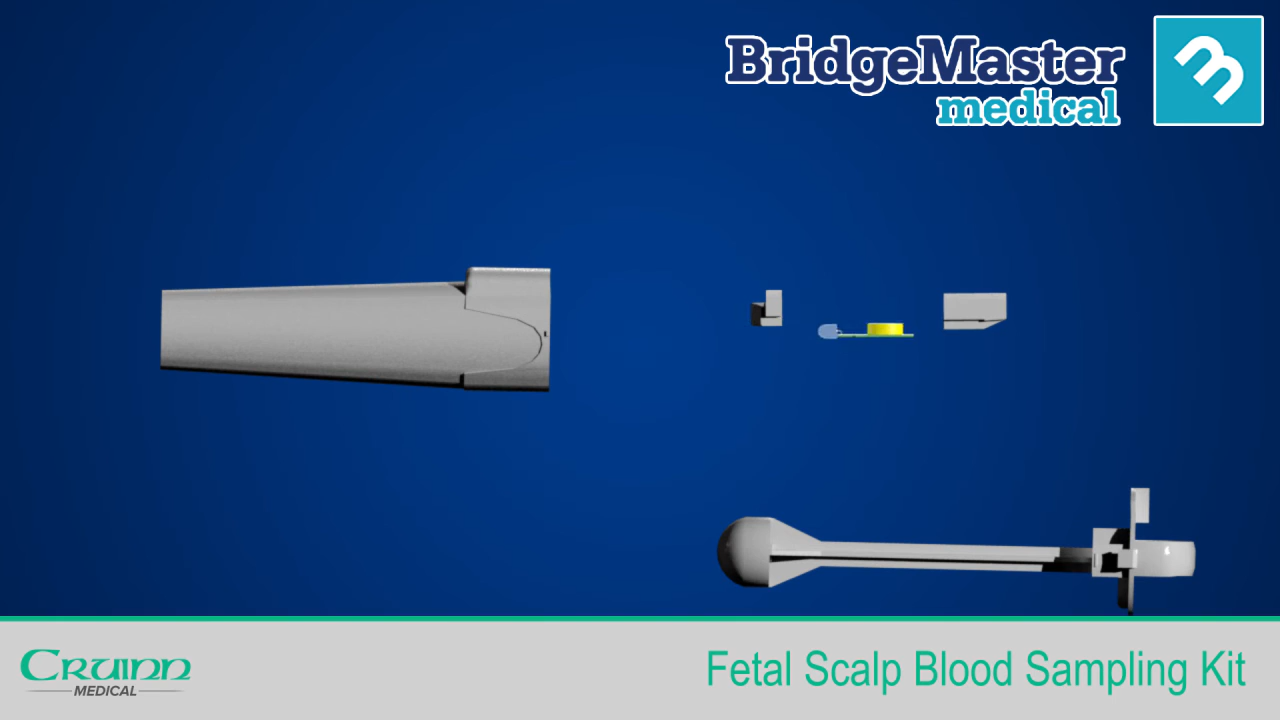 BridgeMaster
medical
CRUINN
MEDICAL
Fetal Scalp Blood Sampling Kit